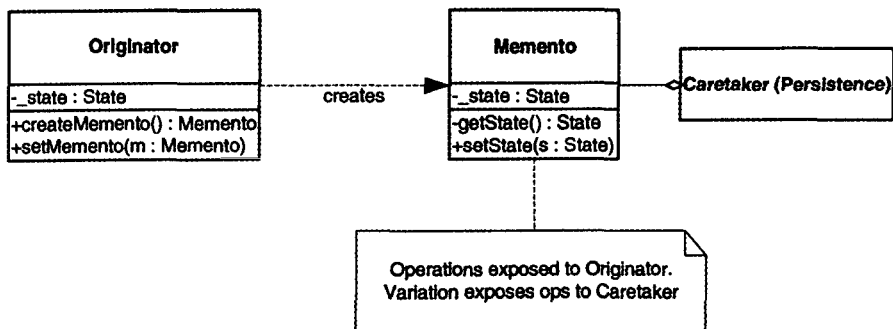 Originator
-_state : State
+createMemento() : Memento
+setMemento(m : Memento)
creates
Memento
-_state : State
-getState() : State
+setState(s : State)
Caretaker (Persistence)
Operations exposed to Originator.
Variation exposes ops to Caretaker